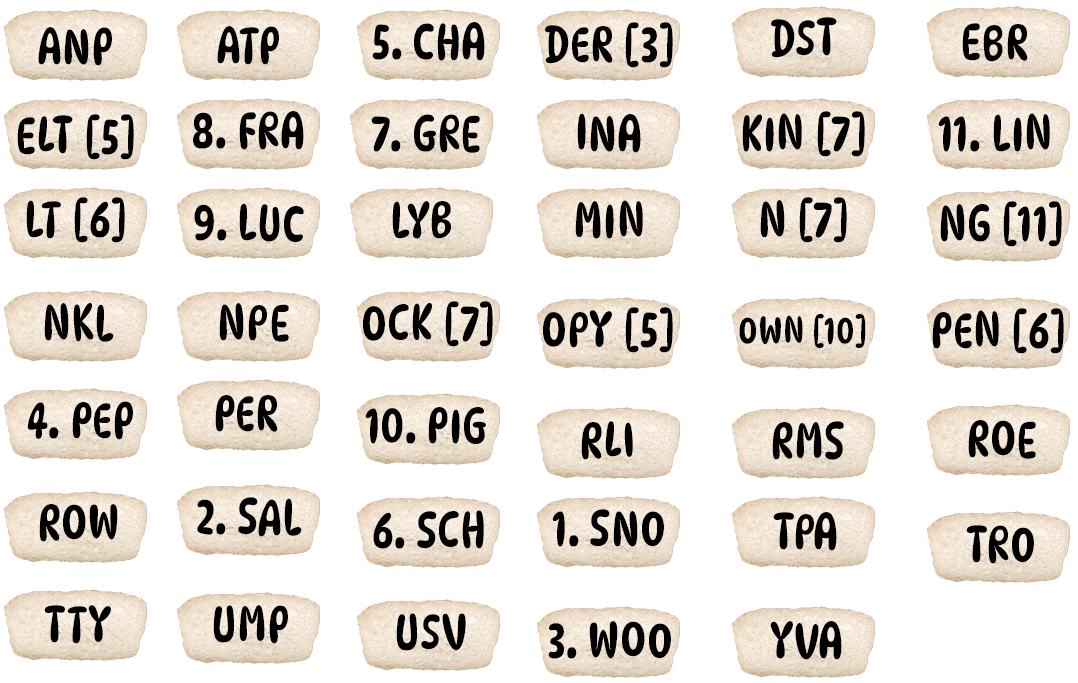 ANP ATP 5. CHA DER [3] DST EBR
ELT [5] 8. FRA 7. GRE INA KIN [7] 11. LIN
LT [6] 9. LUC LYB MIN N [7] NG [11]
NKL NPE OCK [7] OPY [5] OWN [10] PEN [6]
4. PEP PER 10. PIG RLI RMS ROE
ROW 2. SAL 6. SCH 1. SNO TPA TRO
TTY UMP USV 3. WOO YVA